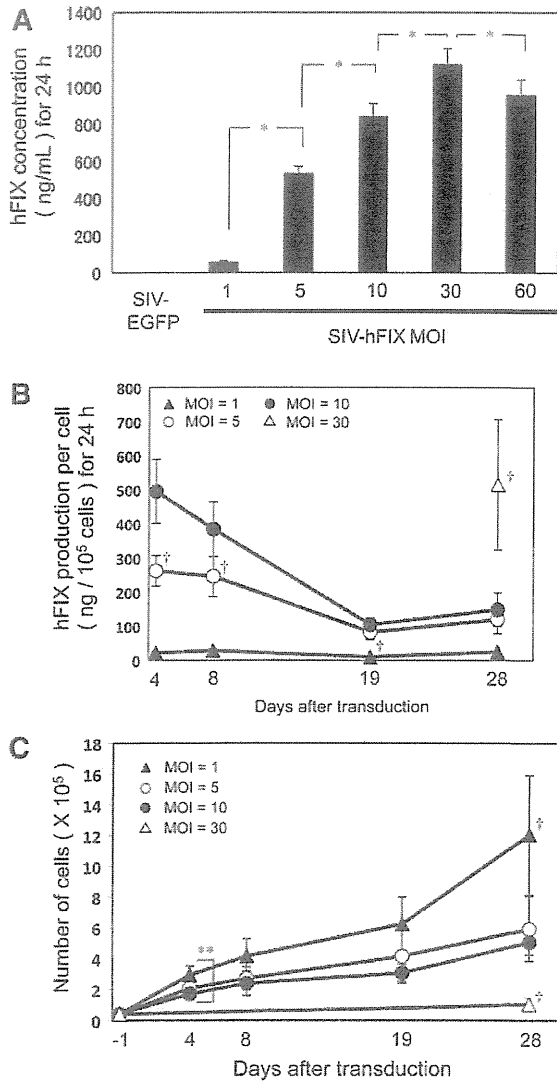 A
hFIX concentration
( ng/mL ) for 24 h
1400
1200
1000
800
600
400
200
0
*
*
*
*
SIV-
EGFP
1 5 10 30 60
SIV-hFIX MOI
B
hFIX production per cell
( ng / 10⁵ cells ) for 24 h
800
700
600
500
400
300
200
100
0
MOI = 1 MOI = 10
MOI = 5 MOI = 30
†
†
†
†
4 8 19 28
Days after transduction
C
Number of cells ( X 10⁵ )
18
16
14
12
10
8
6
4
2
0
MOI = 1
MOI = 5
MOI = 10
MOI = 30
**
†
†
-1 4 8 19 28
Days after transduction